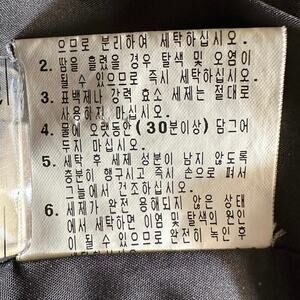 으므로 분리하여 세탁하십시오.
2. 땀을 흘렸을 경우 탈색 및 오염이
될 수 있으므로 즉시 세탁하십시오.
3. 표백제나 강력 효소 세제는 절대로
사용하지 마십시오.
4. 물에 오랫동안 (30분이상) 담그어
두지 마십시오.
5. 세탁 후 세제 성분이 남지 않도록
충분히 헹구시고 즉시 손으로 펴서
그늘에서 건조하십시오.
6. 세제가 완전 용해되지 않은 상태
에서 세탁하면 이염 및 탈색의 원인
이 될 수 있으므로 완전히 녹인 후